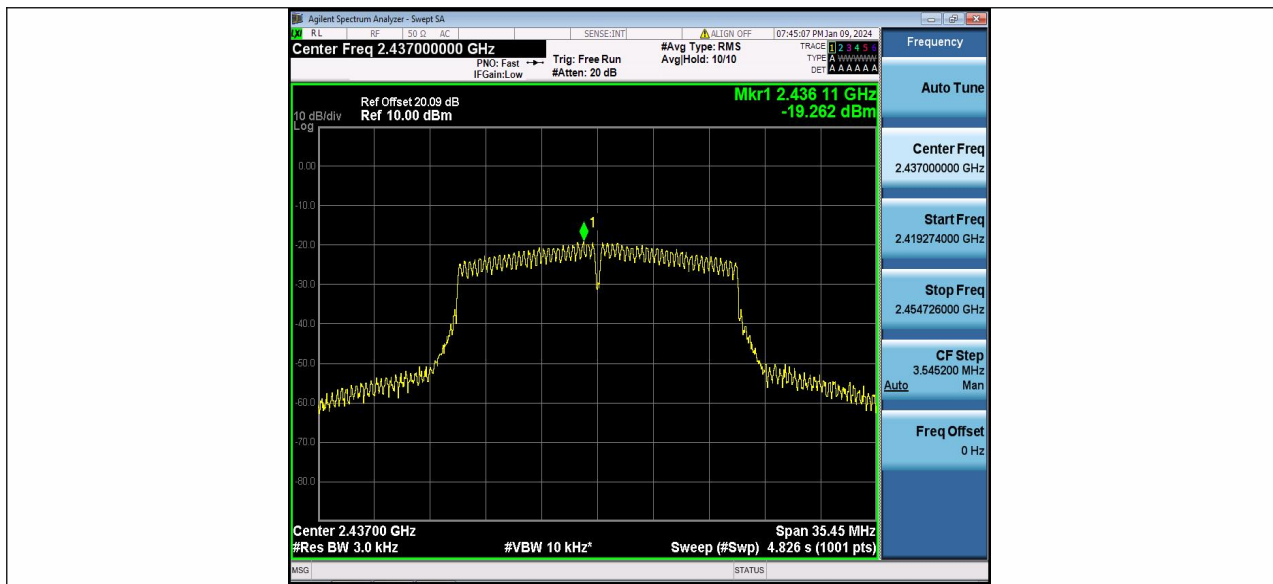 Agilent Spectrum Analyzer - Swept SA
RL RF 50 Ω AC SENSE:INT ALIGN OFF 07:45:07 PM Jan 09, 2024
Center Freq 2.437000000 GHz
PNO: Fast
IFGain:Low
Trig: Free Run
#Atten: 20 dB
#Avg Type: RMS
Avg|Hold: 10/10
TRACE 1 2 3 4 5 6
TYPE A WWWWW
DET A A A A A A
Ref Offset 20.09 dB
Ref 10.00 dBm
10 dB/div
Log
Mkr1 2.436 11 GHz
-19.262 dBm
1
0.00
-10.0
-20.0
-30.0
-40.0
-50.0
-60.0
-70.0
-80.0
Center 2.43700 GHz
Span 35.45 MHz
#Res BW 3.0 kHz
#VBW 10 kHz*
Sweep (#Swp) 4.826 s (1001 pts)
MSG
STATUS
Frequency
Auto Tune
Center Freq
2.437000000 GHz
Start Freq
2.419274000 GHz
Stop Freq
2.454726000 GHz
CF Step
3.545200 MHz
Auto Man
Freq Offset
0 Hz